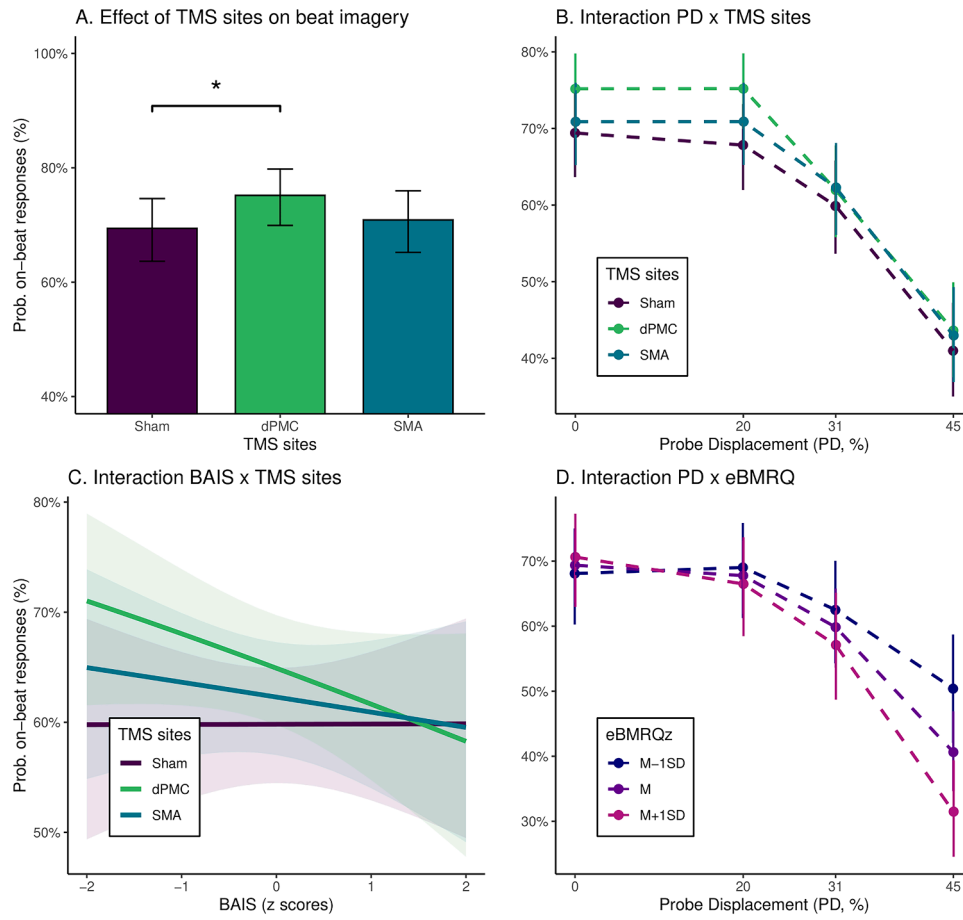 A. Effect of TMS sites on beat imagery
Prob. on−beat responses (%)
100%
80%
60%
40%
*
Sham
dPMC
SMA
TMS sites
B. Interaction PD x TMS sites
80%
70%
60%
50%
40%
TMS sites
Sham
dPMC
SMA
0
20
31
45
Probe Displacement (PD, %)
C. Interaction BAIS x TMS sites
Prob. on−beat responses (%)
80%
70%
60%
50%
TMS sites
Sham
dPMC
SMA
−2
−1
0
1
2
BAIS (z scores)
D. Interaction PD x eBMRQ
70%
60%
50%
40%
30%
eBMRQz
M−1SD
M
M+1SD
0
20
31
45
Probe Displacement (PD, %)